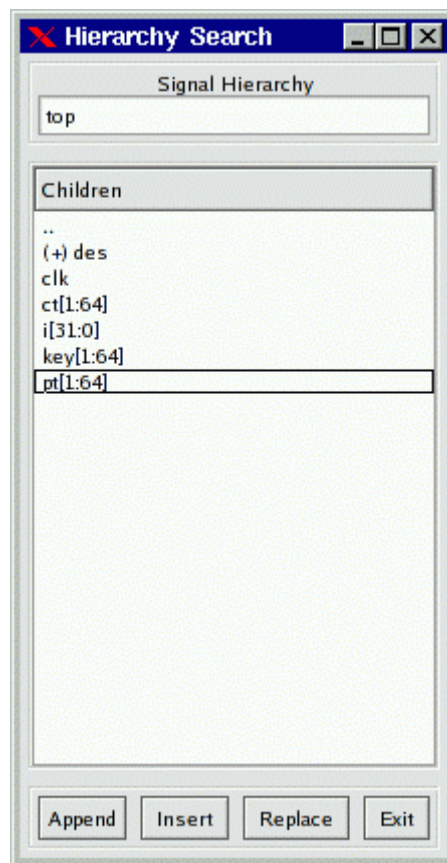 Hierarchy Search
Signal Hierarchy
top
Children
..
(+) des
clk
ct[1:64]
i[31:0]
key[1:64]
pt[1:64]
Append Insert Replace Exit